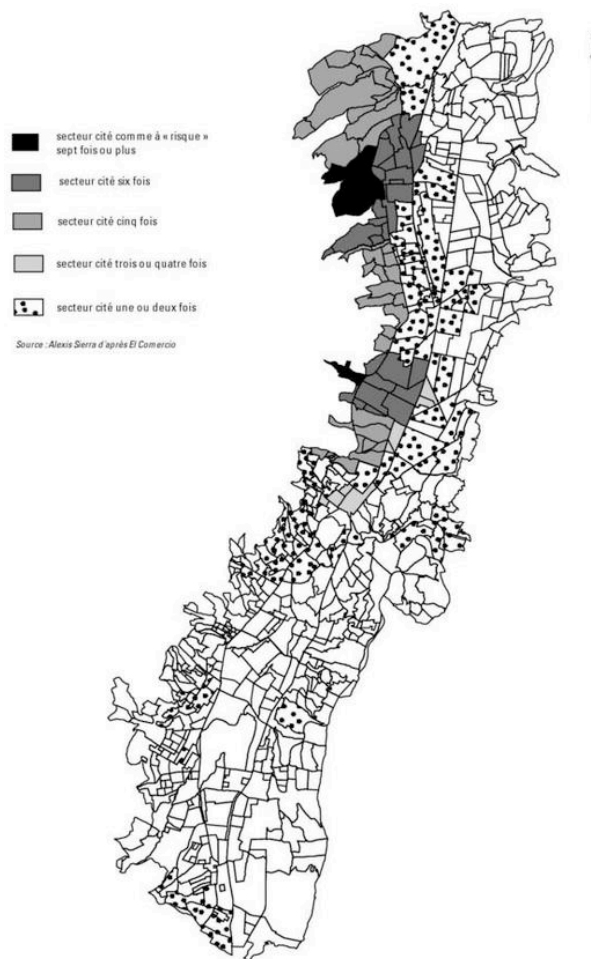 secteur cité comme à « risque »
sept fois ou plus
secteur cité six fois
secteur cité cinq fois
secteur cité trois ou quatre fois
secteur cité une ou deux fois
Source : Alexis Sierra d'après El Comercio